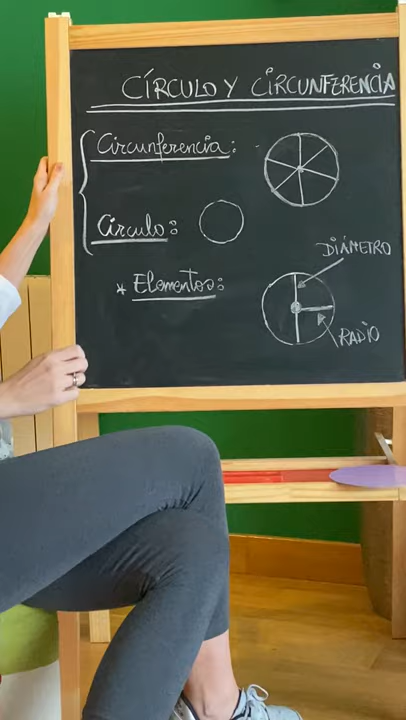 CÍRCULO Y CIRCUNFERENCIA
Circunferencia:
Círculo:
DIÁMETRO
* Elementos:
RADIO